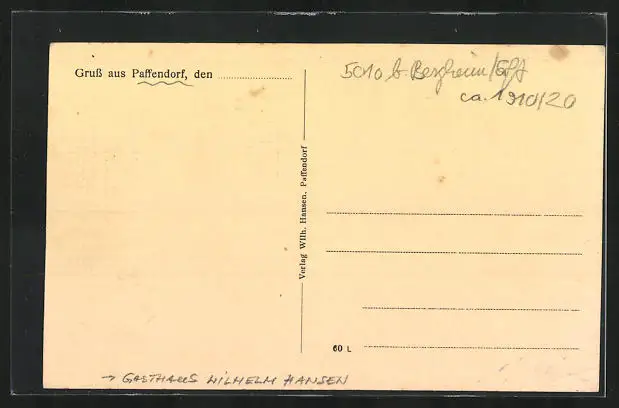 Gruß aus Paffendorf, den
5010 b. Bergheim/Erft
ca. 1910/20
Verlag Wilh. Hansen, Paffendorf
60 L
→ GASTHAUS WILHELM HANSEN